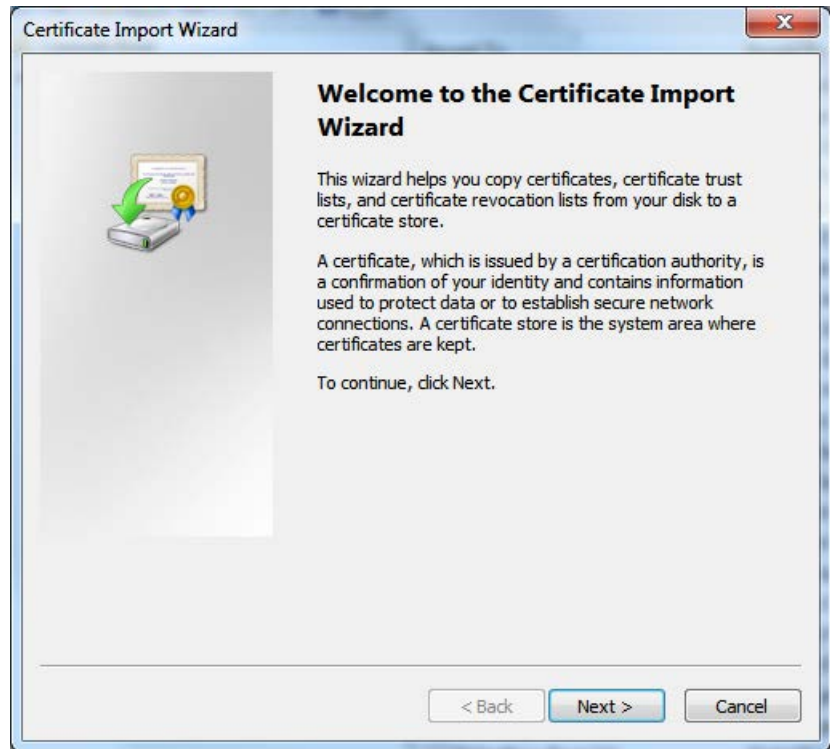 Certificate Import Wizard
Welcome to the Certificate Import
Wizard
This wizard helps you copy certificates, certificate trust
lists, and certificate revocation lists from your disk to a
certificate store.
A certificate, which is issued by a certification authority, is
a confirmation of your identity and contains information
used to protect data or to establish secure network
connections. A certificate store is the system area where
certificates are kept.
To continue, click Next.
< Back Next > Cancel